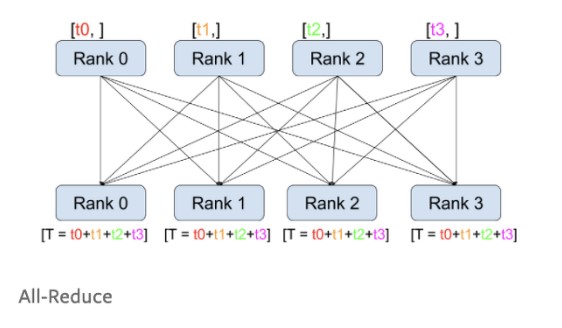 [t0, ] [t1,] [t2,] [t3, ]
Rank 0 Rank 1 Rank 2 Rank 3
Rank 0 Rank 1 Rank 2 Rank 3
[T = t0+t1+t2+t3] [T = t0+t1+t2+t3] [T = t0+t1+t2+t3] [T = t0+t1+t2+t3]
All-Reduce